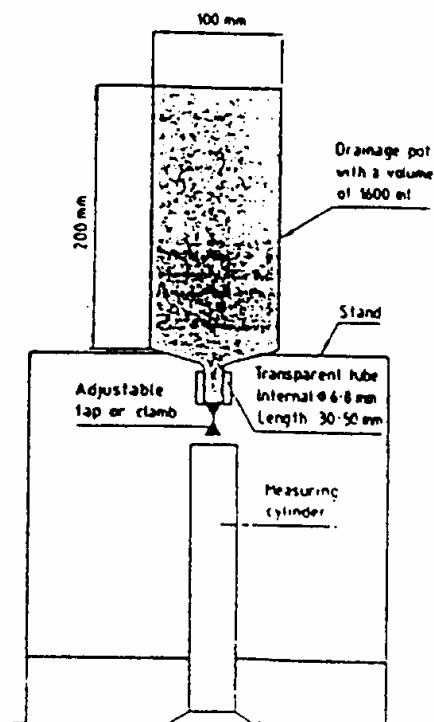 100 mm
200 mm
Drainage pot
with a volume
of 1600 ml
Stand
Adjustable
tap or clamb
Transparent tube
Internal ⌀ 6-8 mm
Length 30-50 mm
Measuring
cylinder